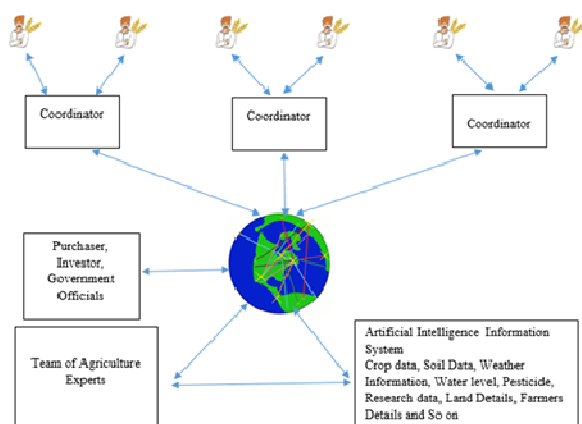 Coordinator
Coordinator
Coordinator
Purchaser,
Investor,
Government
Officials
Team of Agriculture
Experts
Artificial Intelligence Information
System
Crop data, Soil Data, Weather
Information, Water level, Pesticide,
Research data, Land Details, Farmers
Details and So on